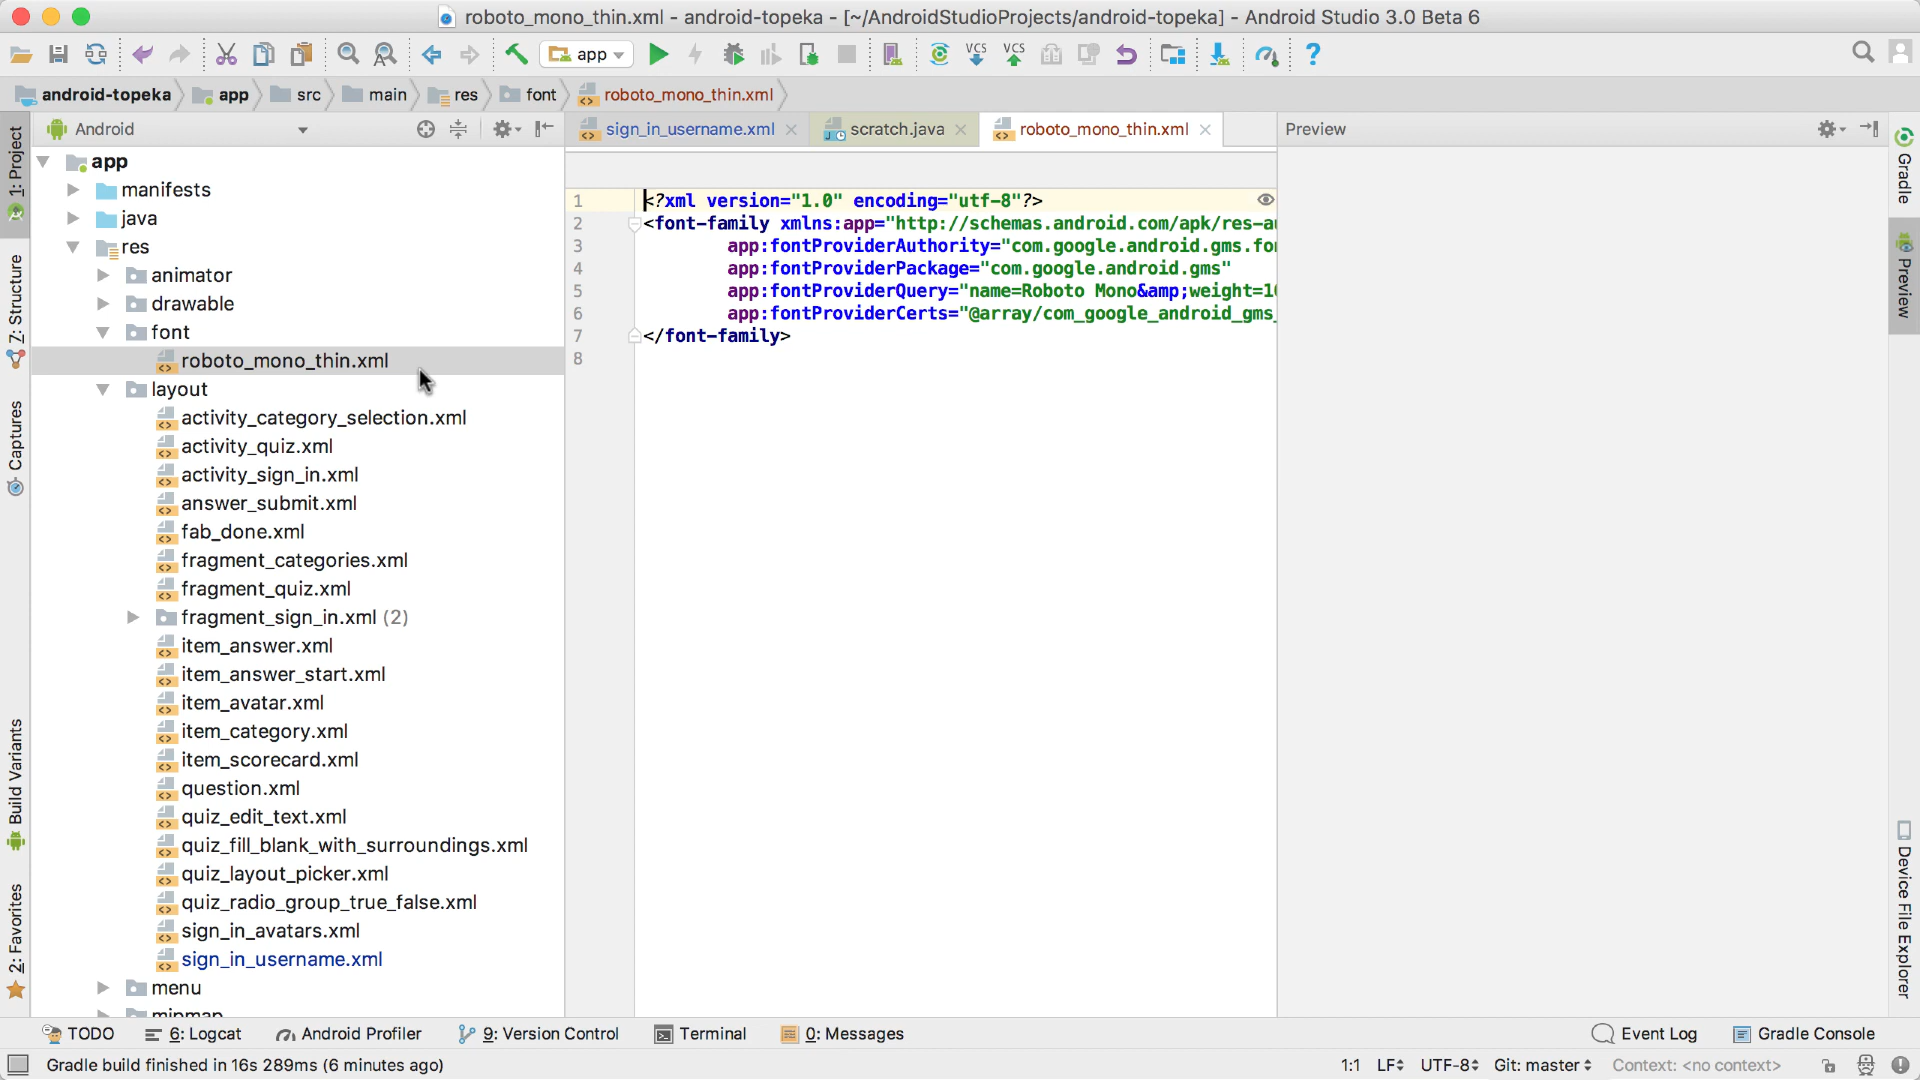 roboto_mono_thin.xml - android-topeka - [~/AndroidStudioProjects/android-topeka] - Android Studio 3.0 Beta 6
app
VCS VCS
?
android-topeka app src main res font roboto_mono_thin.xml
Android
sign_in_username.xml scratch.java roboto_mono_thin.xml
Preview
1: Project
Z: Structure
Captures
Build Variants
2: Favorites
app
manifests
java
res
animator
drawable
font
roboto_mono_thin.xml
layout
activity_category_selection.xml
activity_quiz.xml
activity_sign_in.xml
answer_submit.xml
fab_done.xml
fragment_categories.xml
fragment_quiz.xml
fragment_sign_in.xml (2)
item_answer.xml
item_answer_start.xml
item_avatar.xml
item_category.xml
item_scorecard.xml
question.xml
quiz_edit_text.xml
quiz_fill_blank_with_surroundings.xml
quiz_layout_picker.xml
quiz_radio_group_true_false.xml
sign_in_avatars.xml
sign_in_username.xml
menu
mipmap
1 <?xml version="1.0" encoding="utf-8"?>
2 <font-family xmlns:app="http://schemas.android.com/apk/res-au
3 app:fontProviderAuthority="com.google.android.gms.fo
4 app:fontProviderPackage="com.google.android.gms"
5 app:fontProviderQuery="name=Roboto Mono&amp;weight=10
6 app:fontProviderCerts="@array/com_google_android_gms_
7 </font-family>
8
Gradle
Preview
Device File Explorer
TODO 6: Logcat Android Profiler 9: Version Control Terminal 0: Messages Event Log Gradle Console
Gradle build finished in 16s 289ms (6 minutes ago) 1:1 LF UTF-8 Git: master Context: <no context>